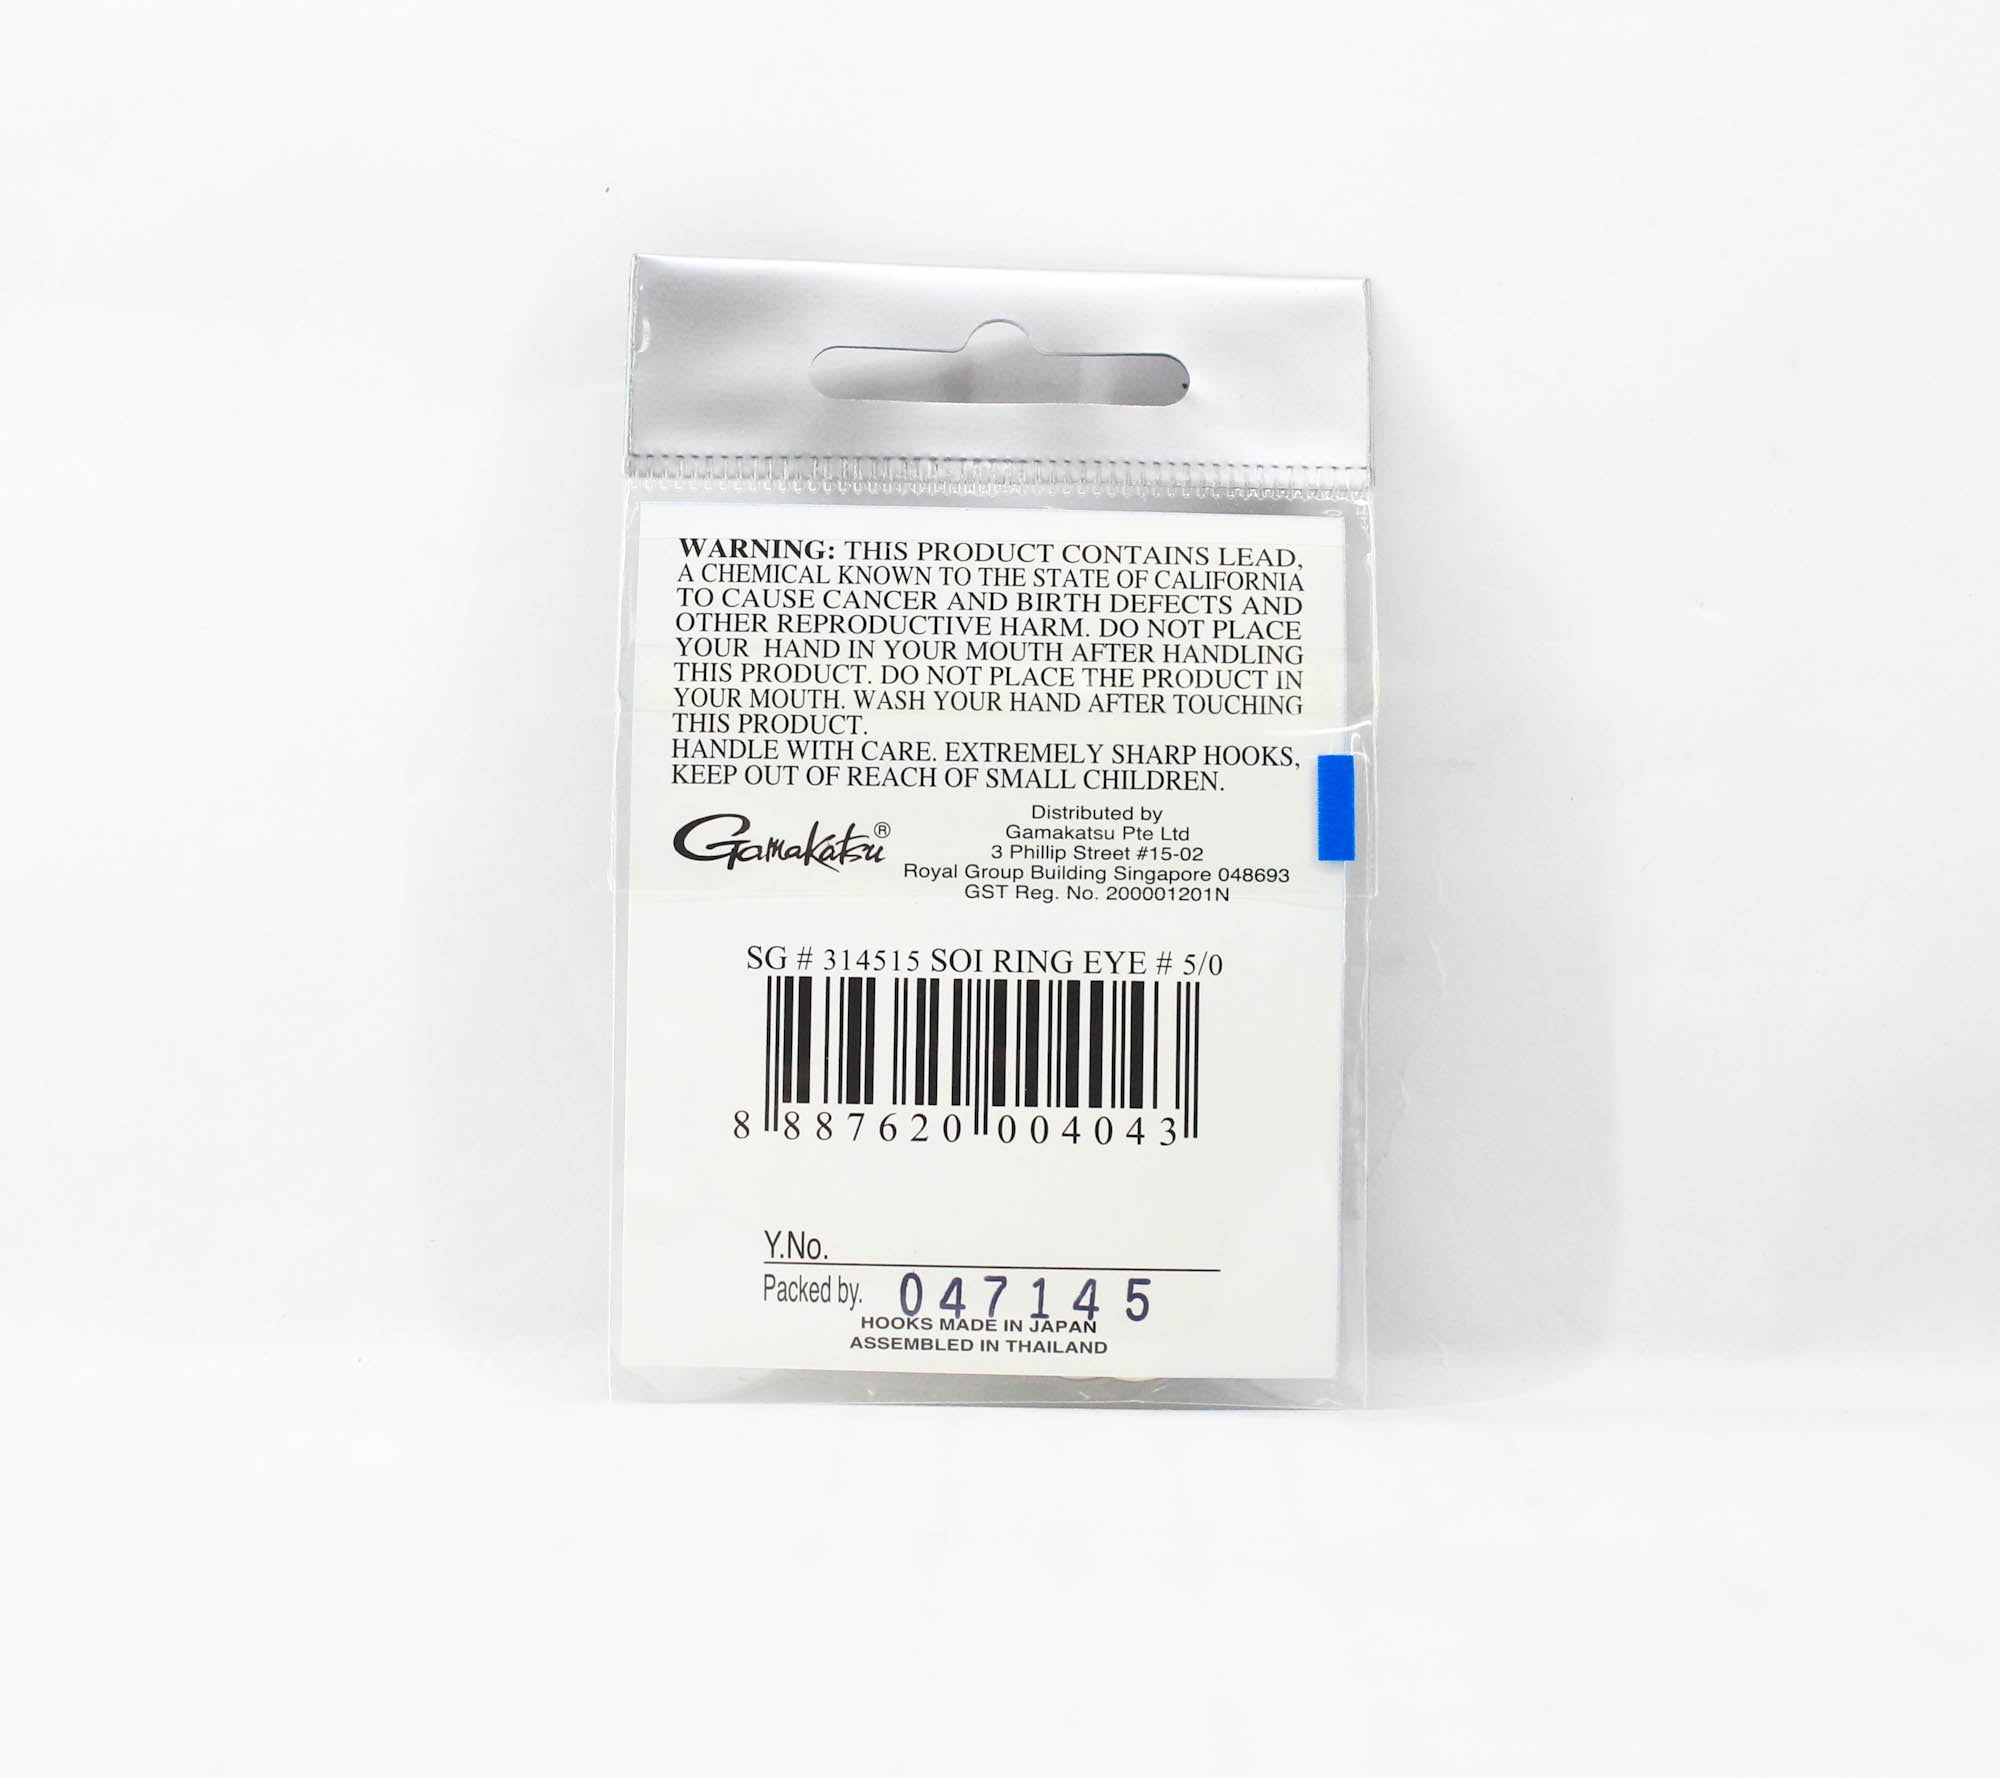 WARNING: THIS PRODUCT CONTAINS LEAD,
A CHEMICAL KNOWN TO THE STATE OF CALIFORNIA
TO CAUSE CANCER AND BIRTH DEFECTS AND
OTHER REPRODUCTIVE HARM. DO NOT PLACE
YOUR HAND IN YOUR MOUTH AFTER HANDLING
THIS PRODUCT. DO NOT PLACE THE PRODUCT IN
YOUR MOUTH. WASH YOUR HAND AFTER TOUCHING
THIS PRODUCT.
HANDLE WITH CARE. EXTREMELY SHARP HOOKS,
KEEP OUT OF REACH OF SMALL CHILDREN.
Gamakatsu®
Distributed by
Gamakatsu Pte Ltd
3 Phillip Street #15-02
Royal Group Building Singapore 048693
GST Reg. No. 200001201N
SG # 314515 SOI RING EYE # 5/0
8 887620 004043
Y.No.
Packed by. 047145
HOOKS MADE IN JAPAN
ASSEMBLED IN THAILAND